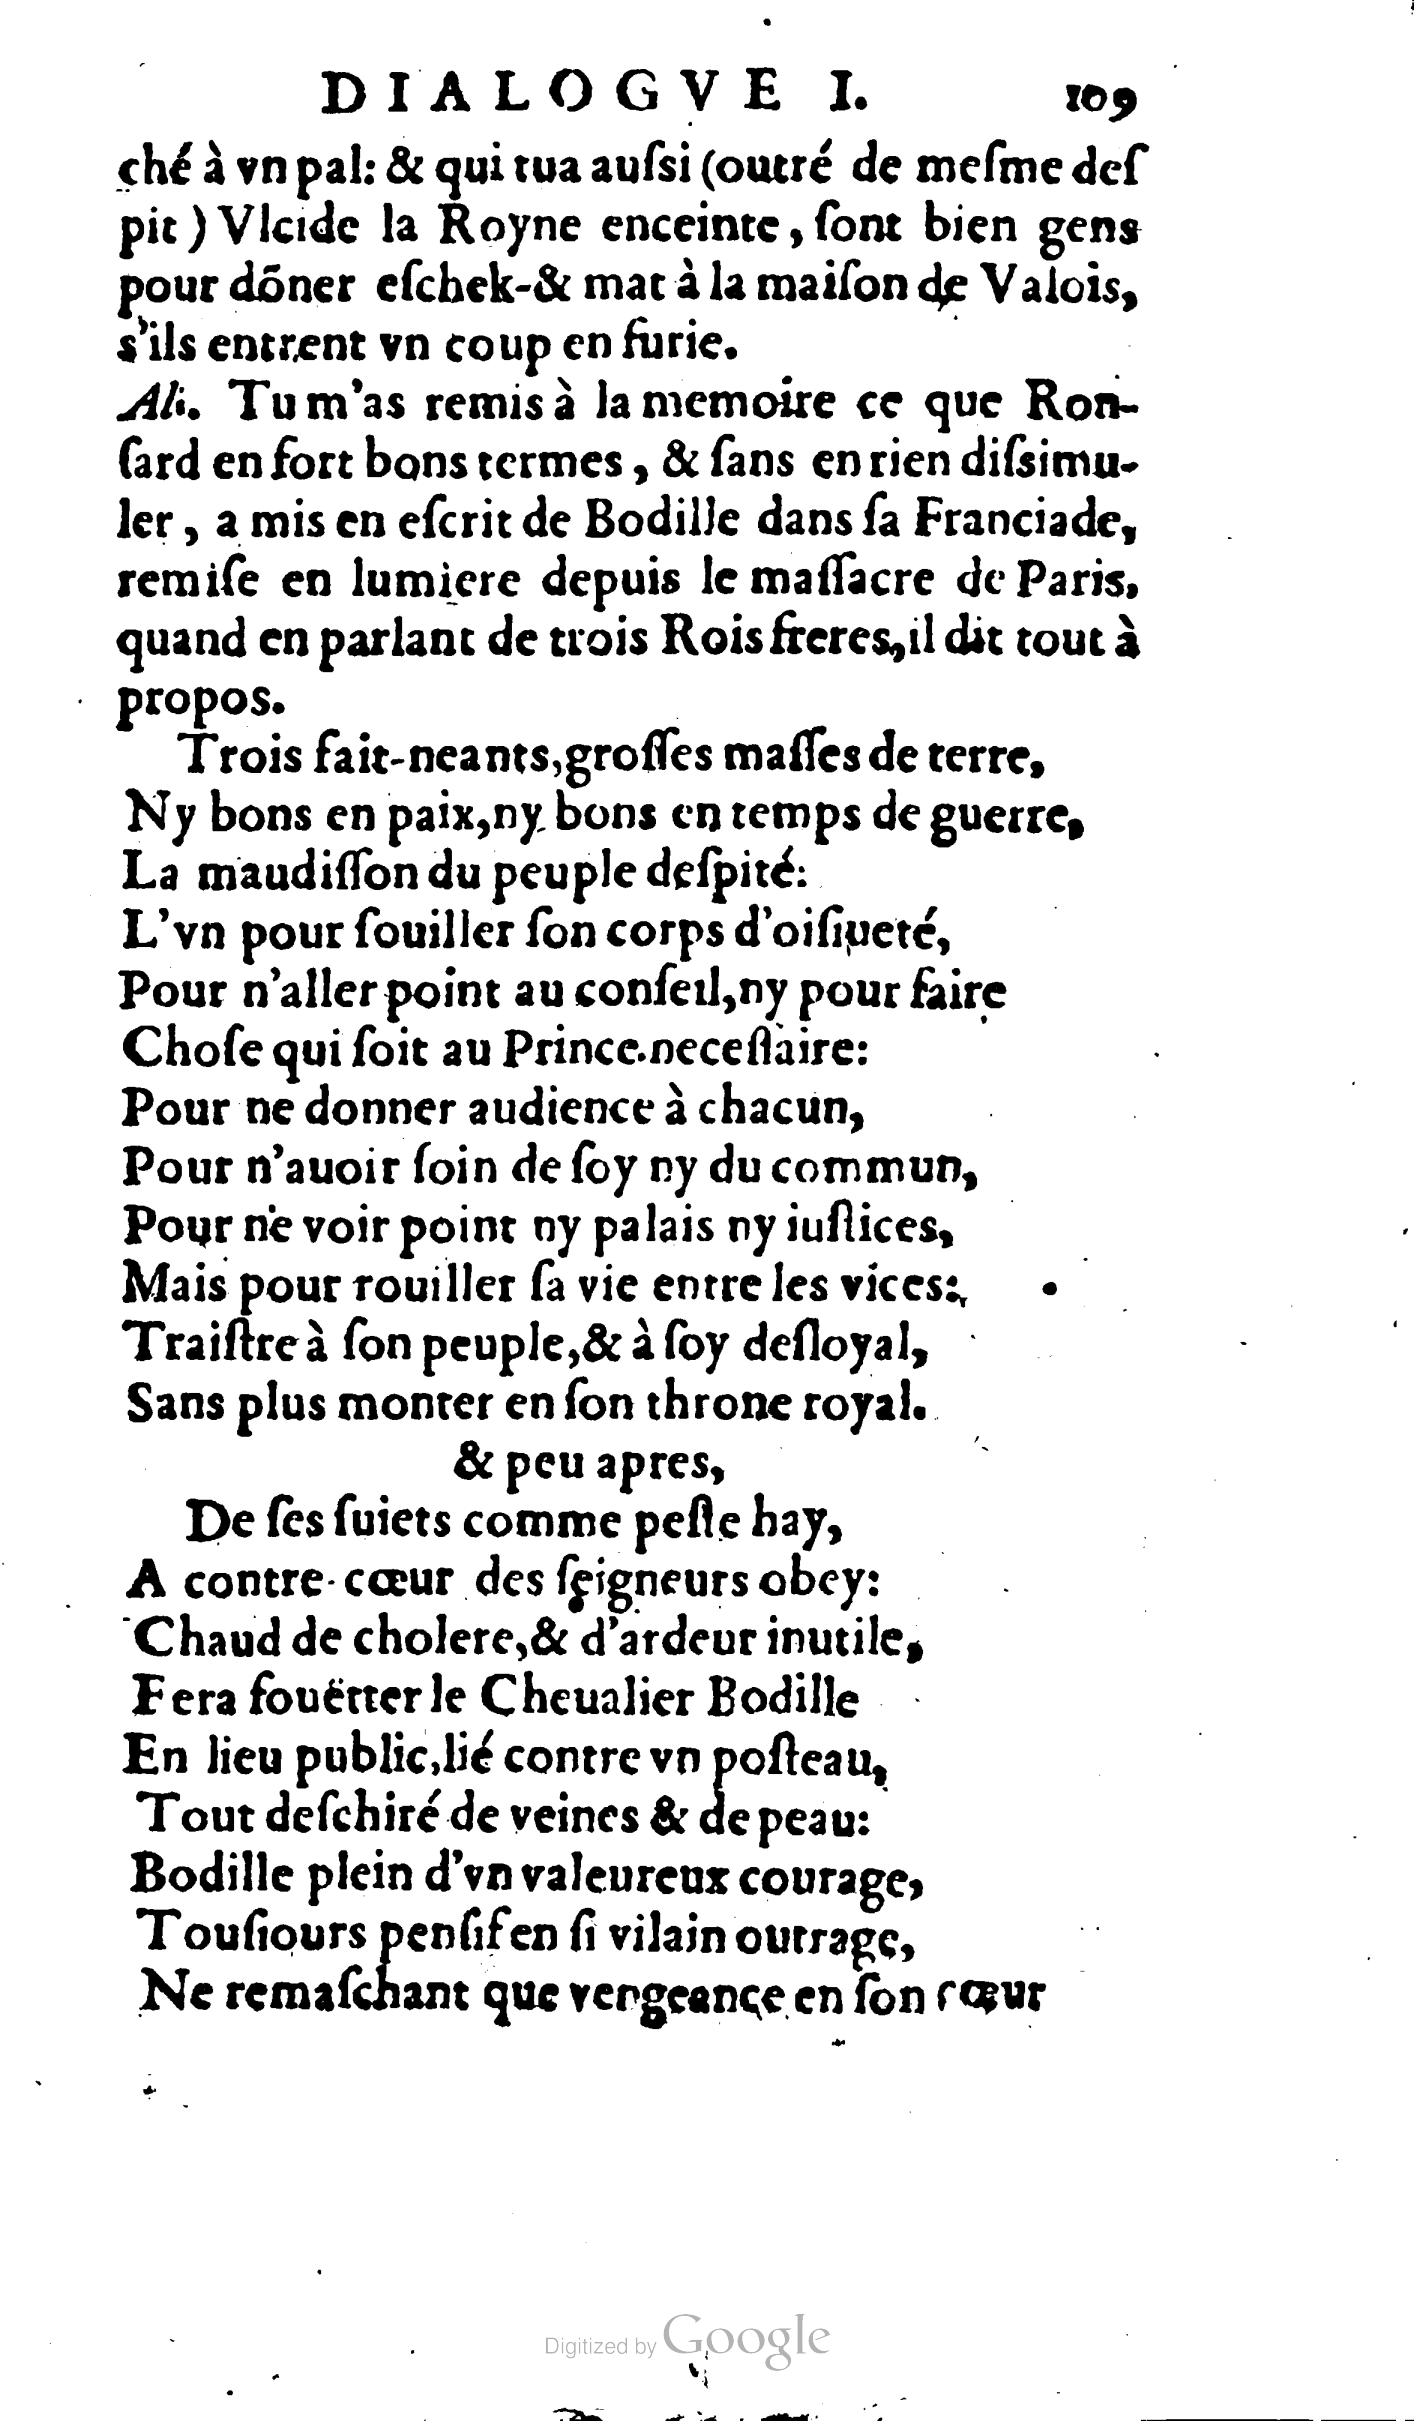 DIALOGVE I. 109
ché à vn pal: & qui tua auſsi (outré de meſme deſ
pit) Vlcide la Royne enceinte, ſont bien gens
pour dõner eſchek-& mat à la maiſon de Valois,
s'ils entrent vn coup en furie.
Ali. Tu m'as remis à la memoire ce que Ron-
ſard en fort bons termes, & ſans en rien diſsimu-
ler, a mis en eſcrit de Bodille dans ſa Franciade,
remiſe en lumiere depuis le maſſacre de Paris,
quand en parlant de trois Rois freres, il dit tout à
propos.
Trois fait-neants, groſſes maſſes de terre,
Ny bons en paix, ny bons en temps de guerre,
La maudiſſon du peuple deſpité:
L'vn pour ſouiller ſon corps d'oiſiueté,
Pour n'aller point au conſeil, ny pour faire
Choſe qui ſoit au Prince neceſſaire:
Pour ne donner audience à chacun,
Pour n'auoir ſoin de ſoy ny du commun,
Pour ne voir point ny palais ny iuſtices,
Mais pour rouiller ſa vie entre les vices:
Traiſtre à ſon peuple, & à ſoy deſloyal,
Sans plus monter en ſon throne royal.
& peu apres,
De ſes ſuiets comme peſte hay,
A contre-cœur des ſeigneurs obey:
Chaud de cholere, & d'ardeur inutile,
Fera fouëtter le Cheualier Bodille
En lieu public, lié contre vn poſteau,
Tout deſchiré de veines & de peau:
Bodille plein d'vn valeureux courage,
Touſiours penſif en ſi vilain outrage,
Ne remaſchant que vengeance en ſon cœur
Digitized by Google